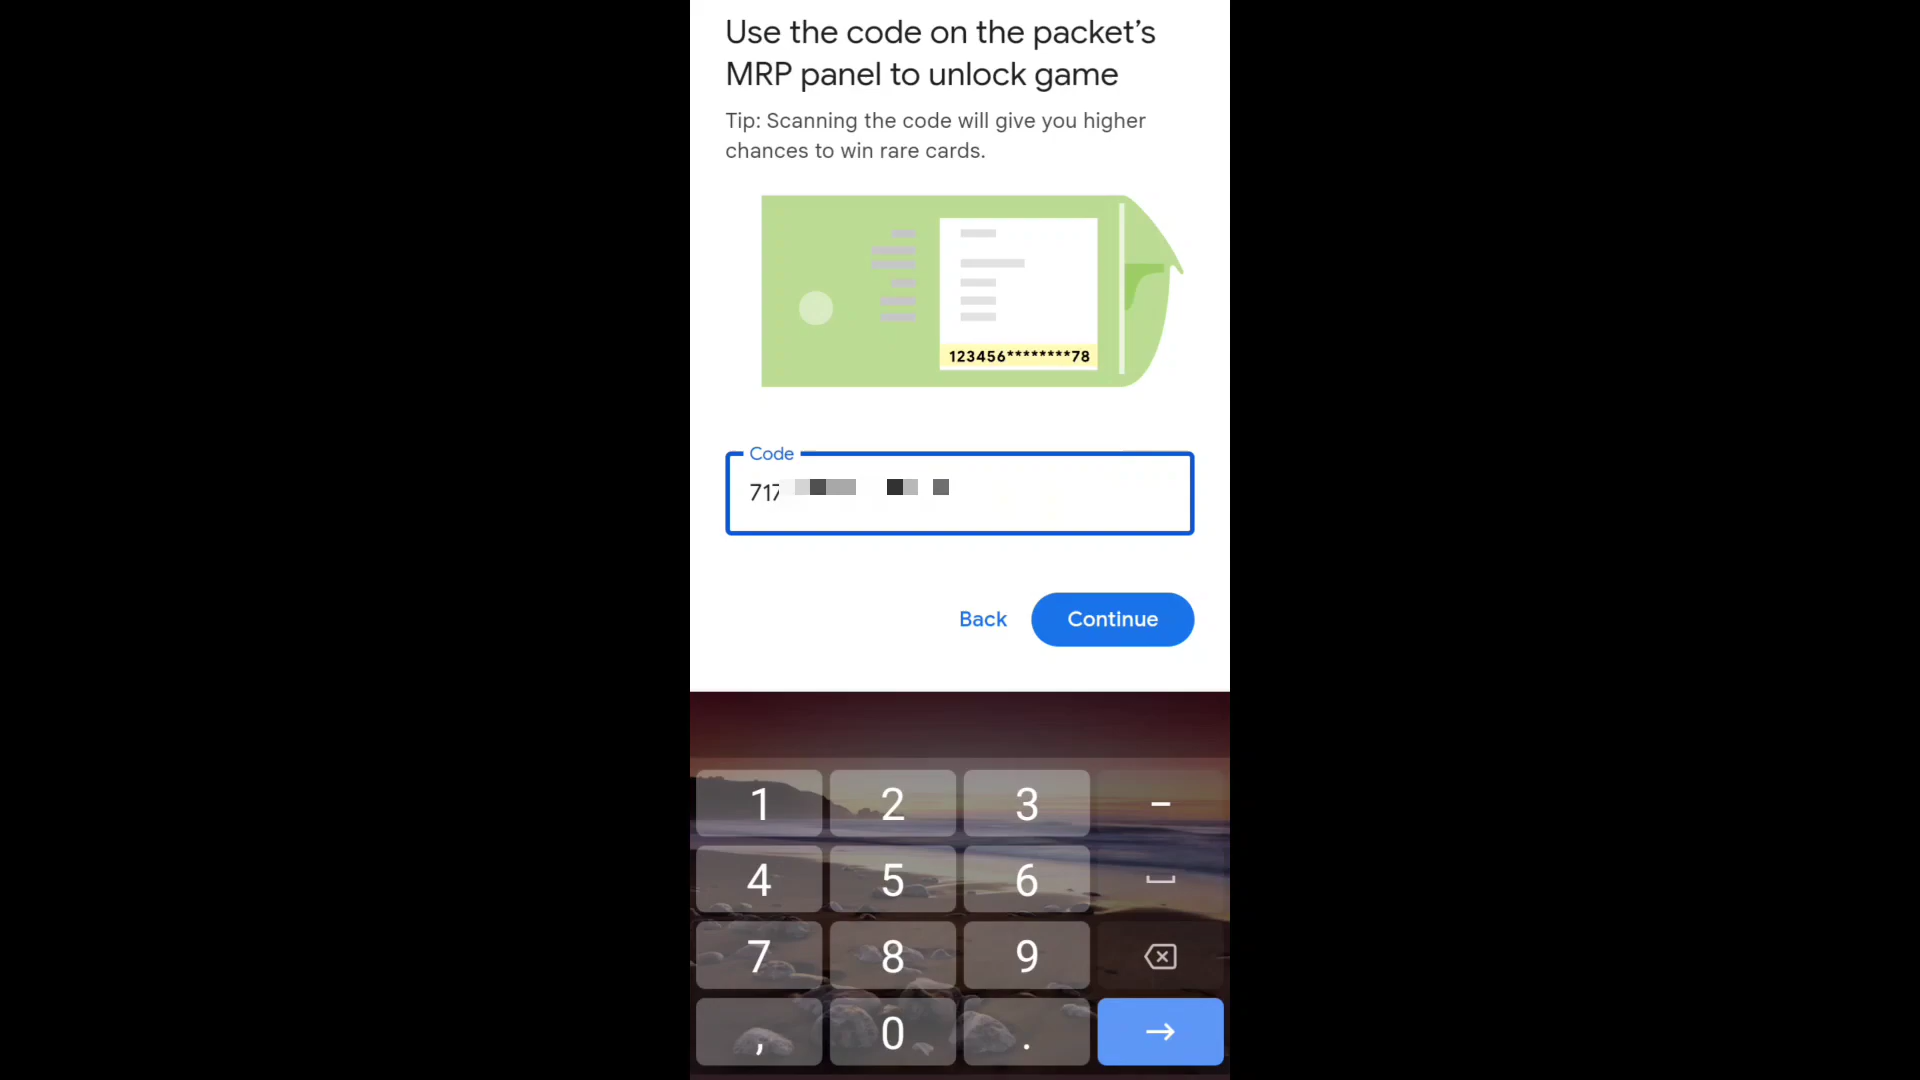 Use the code on the packet’s
MRP panel to unlock game
Tip: Scanning the code will give you higher
chances to win rare cards.
123456********78
Code
717
Back Continue
1 2 3 -
4 5 6
7 8 9
, 0 .